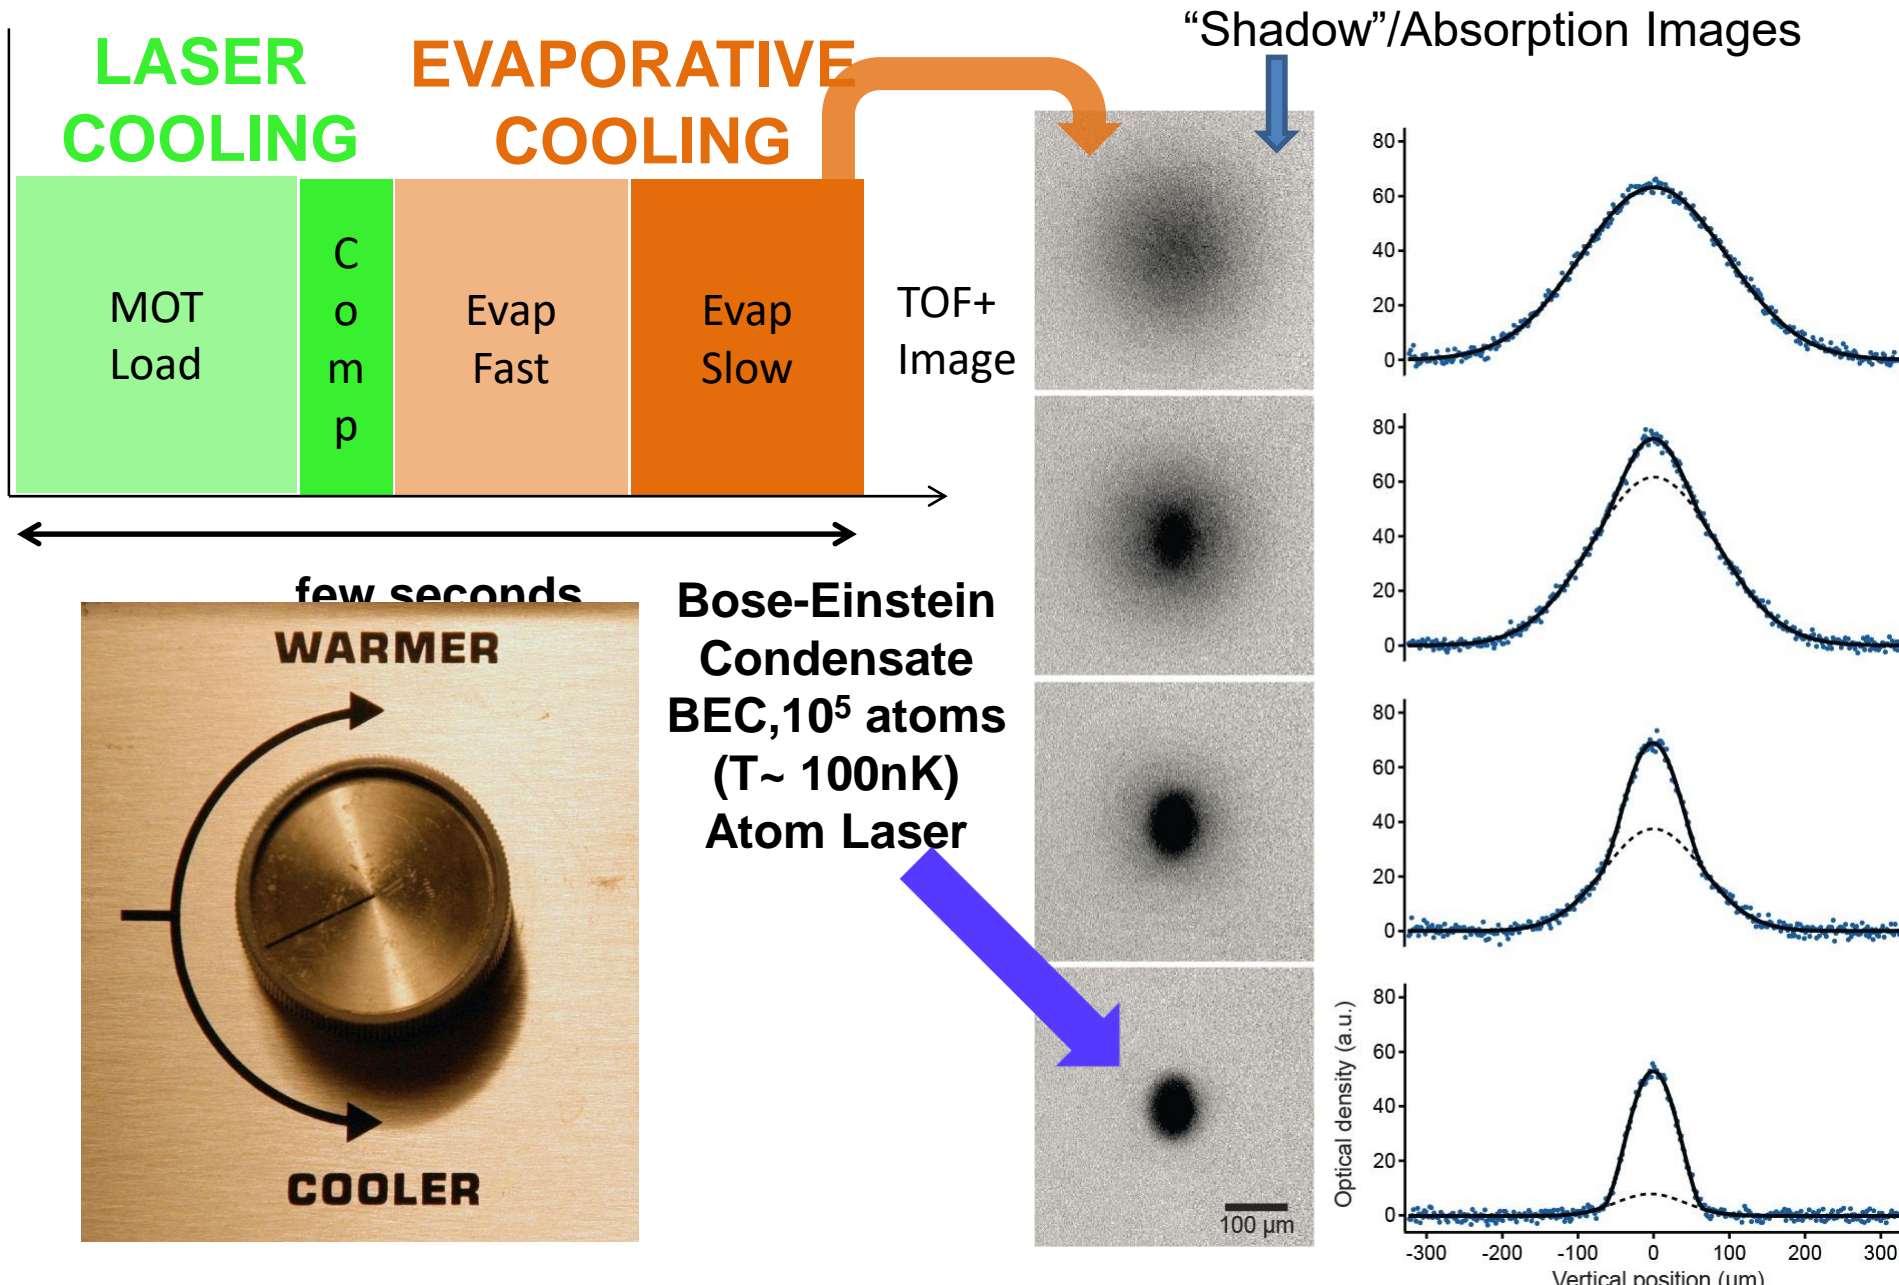 LASER
COOLING
EVAPORATIVE
COOLING
“Shadow”/Absorption Images
MOT
Load
C
o
m
p
Evap
Fast
Evap
Slow
TOF+
Image
few seconds
WARMER
COOLER
Bose-Einstein
Condensate
BEC,10⁵ atoms
(T~ 100nK)
Atom Laser
100 µm
80
60
40
20
0
80
60
40
20
0
80
60
40
20
0
Optical density (a.u.)
80
60
40
20
0
-300 -200 -100 0 100 200 300
Vertical position (um)